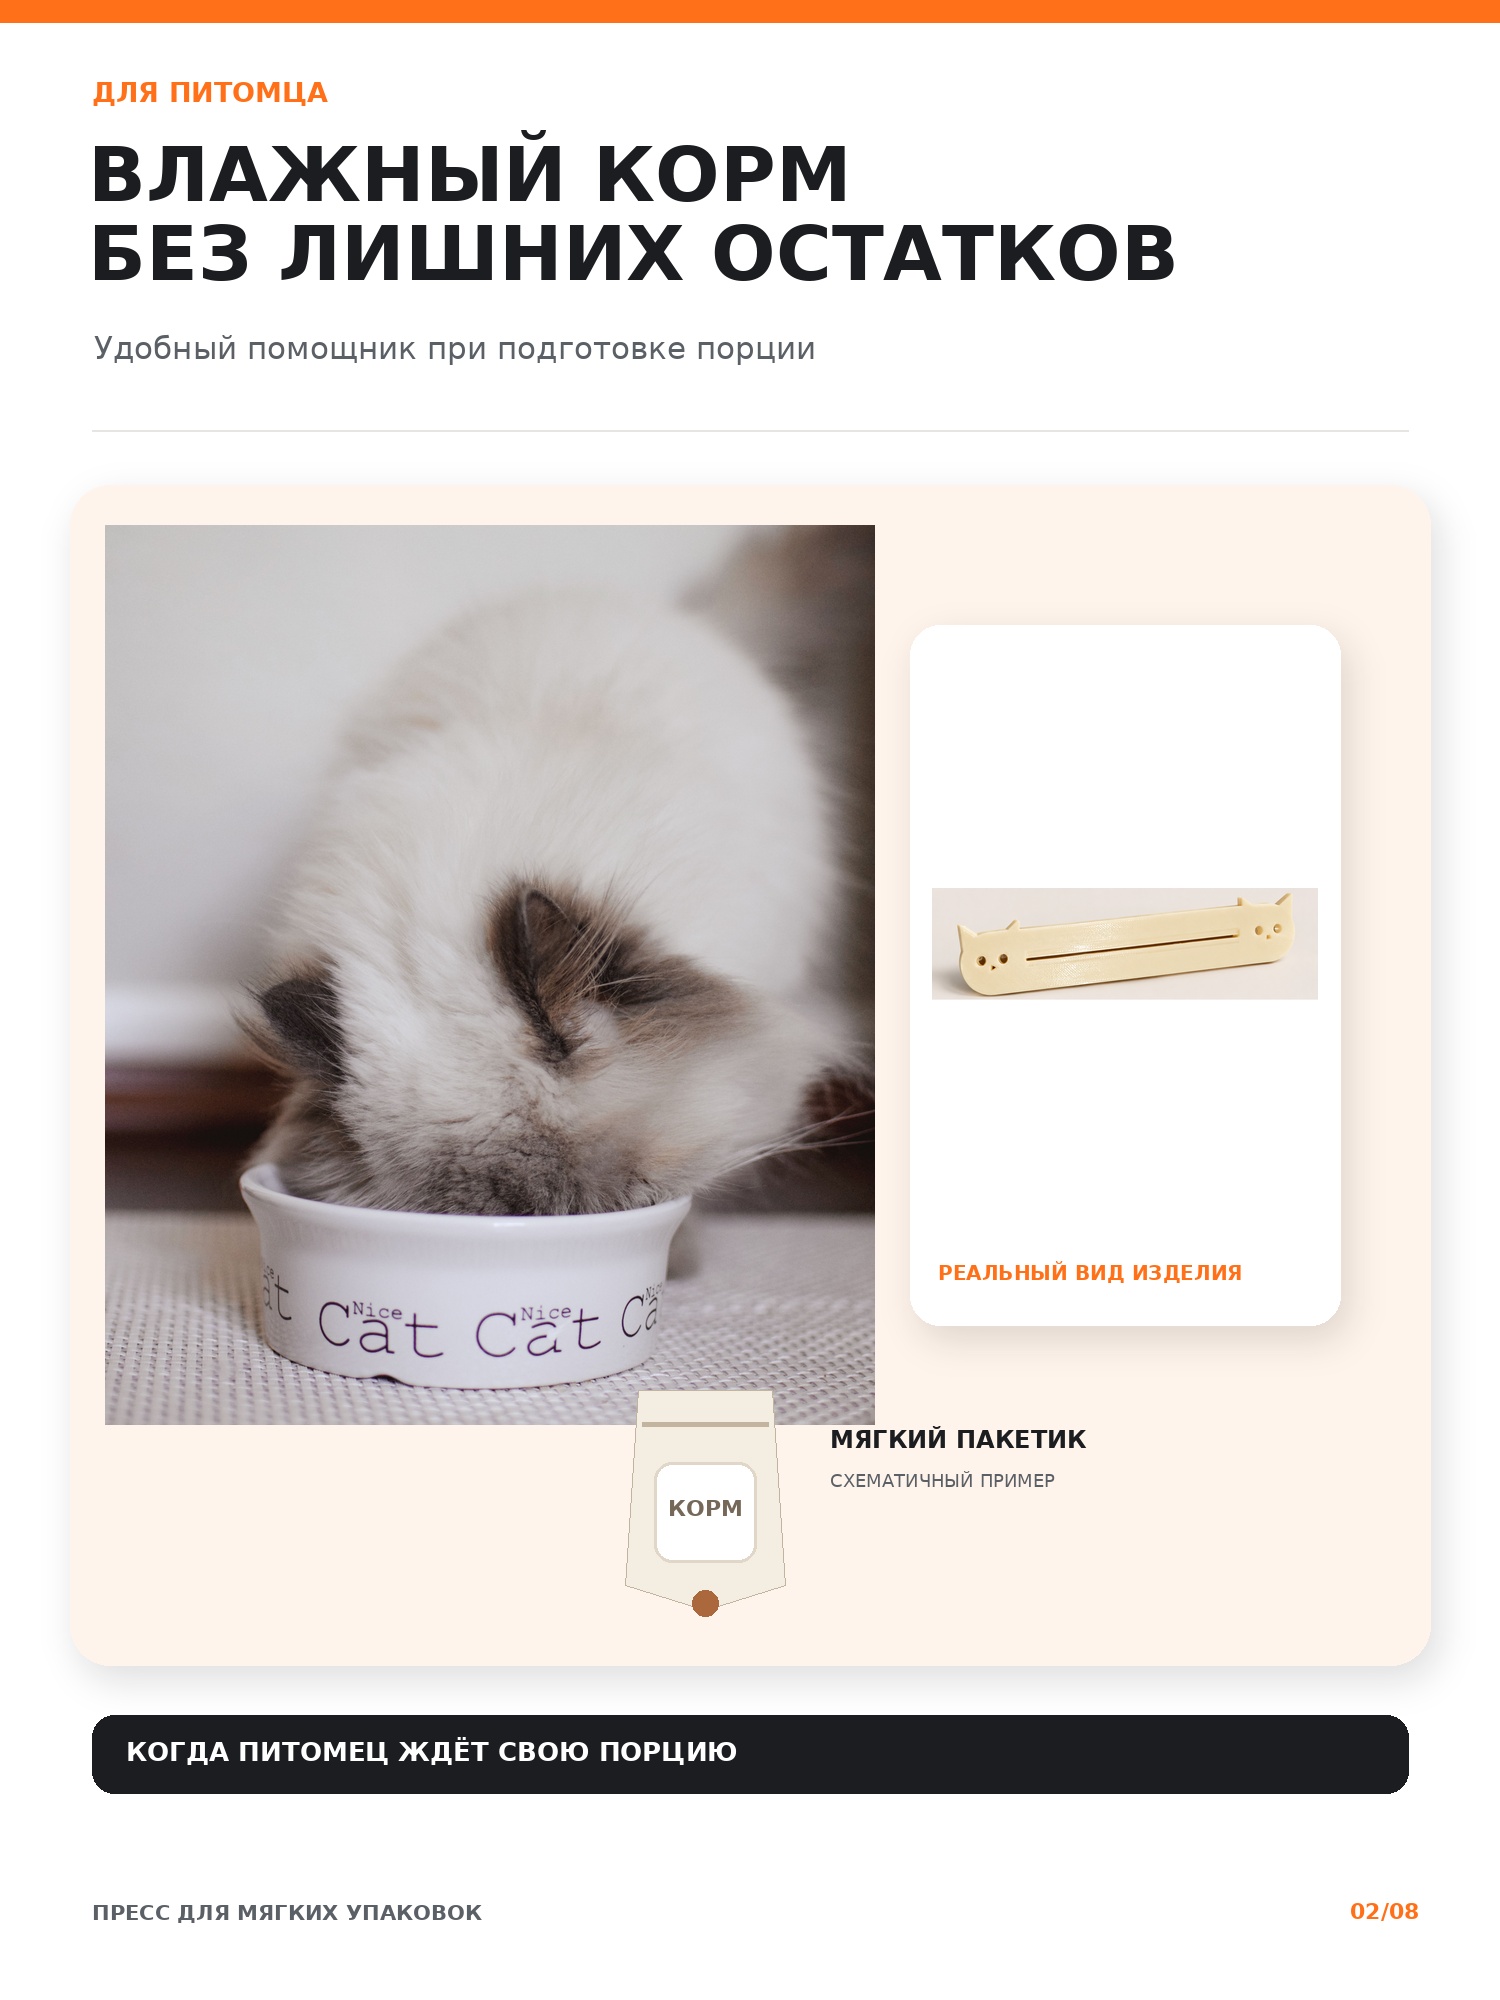 ДЛЯ ПИТОМЦА
ВЛАЖНЫЙ КОРМ
БЕЗ ЛИШНИХ ОСТАТКОВ
Удобный помощник при подготовке порции
Nice Cat Nice Cat
РЕАЛЬНЫЙ ВИД ИЗДЕЛИЯ
МЯГКИЙ ПАКЕТИК
СХЕМАТИЧНЫЙ ПРИМЕР
КОРМ
КОГДА ПИТОМЕЦ ЖДЁТ СВОЮ ПОРЦИЮ
ПРЕСС ДЛЯ МЯГКИХ УПАКОВОК
02/08